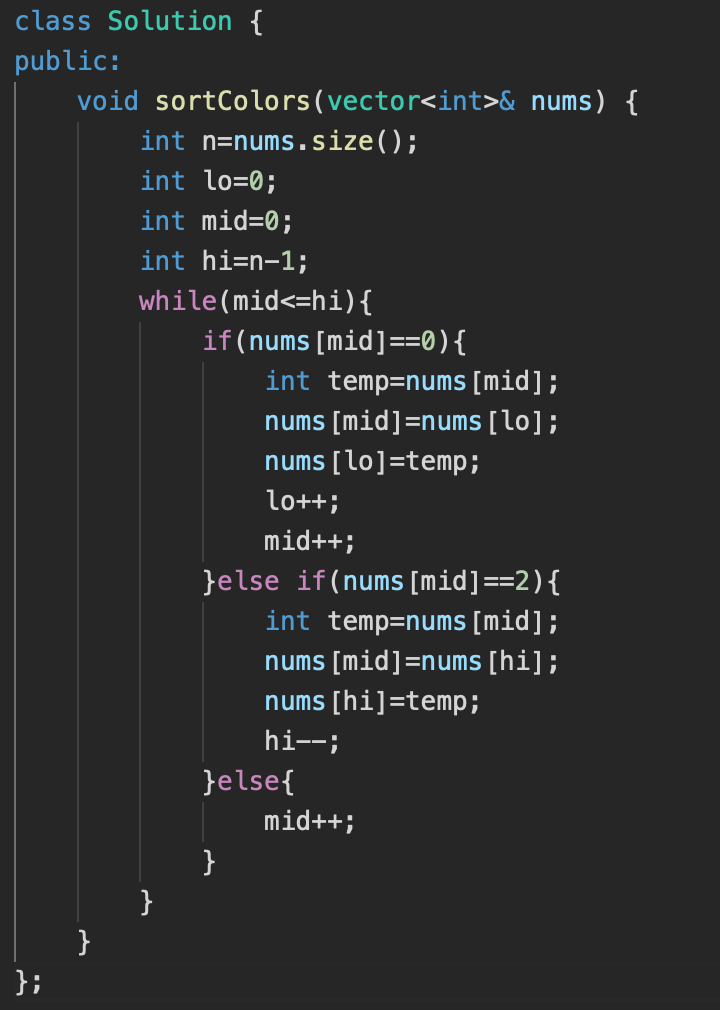 class Solution {
public:
    void sortColors(vector<int>& nums) {
        int n=nums.size();
        int lo=0;
        int mid=0;
        int hi=n-1;
        while(mid<=hi){
            if(nums[mid]==0){
                int temp=nums[mid];
                nums[mid]=nums[lo];
                nums[lo]=temp;
                lo++;
                mid++;
            }else if(nums[mid]==2){
                int temp=nums[mid];
                nums[mid]=nums[hi];
                nums[hi]=temp;
                hi--;
            }else{
                mid++;
            }
        }
    }
};